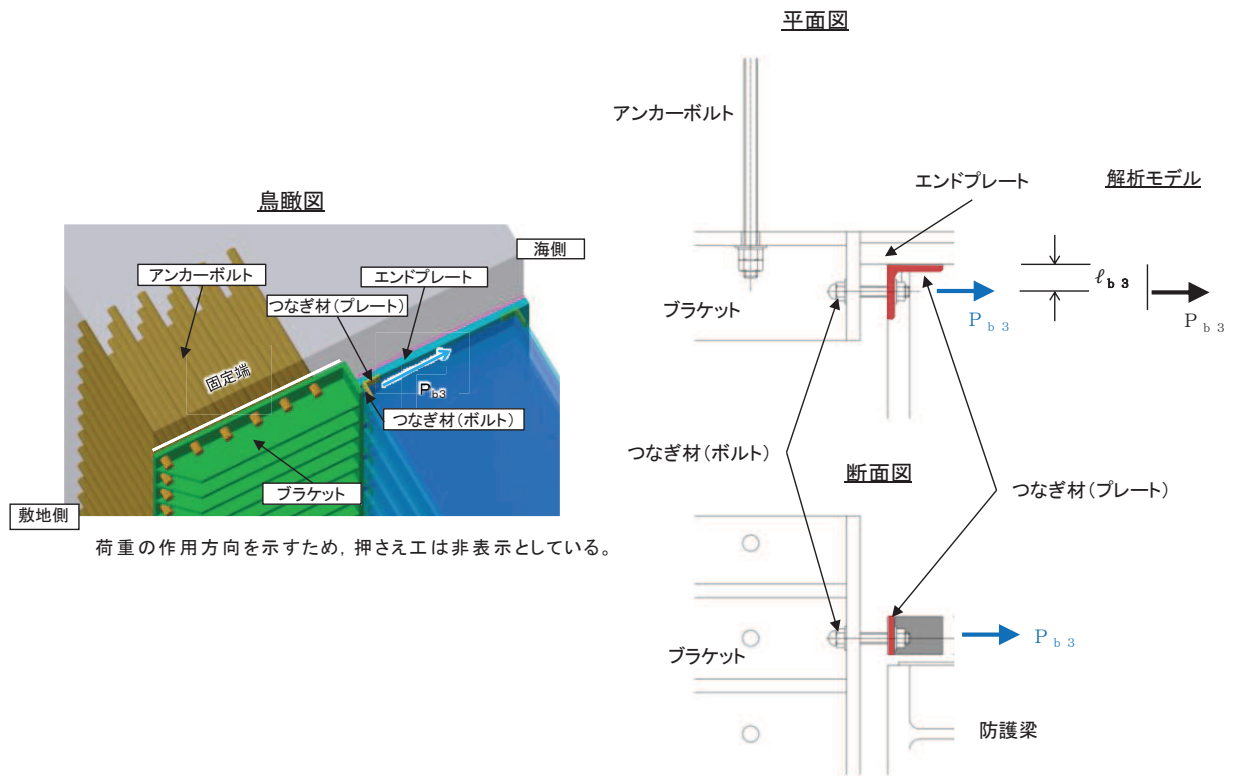 鳥瞰図
海側
アンカーボルト
エンドプレート
つなぎ材(プレート)
固定端
Pb3
つなぎ材(ボルト)
ブラケット
敷地側
荷重の作用方向を示すため,押さえ工は非表示としている。
平面図
アンカーボルト
エンドプレート
解析モデル
ブラケット
Pb3
ℓb3
Pb3
つなぎ材(ボルト)
断面図
つなぎ材(プレート)
ブラケット
Pb3
防護梁